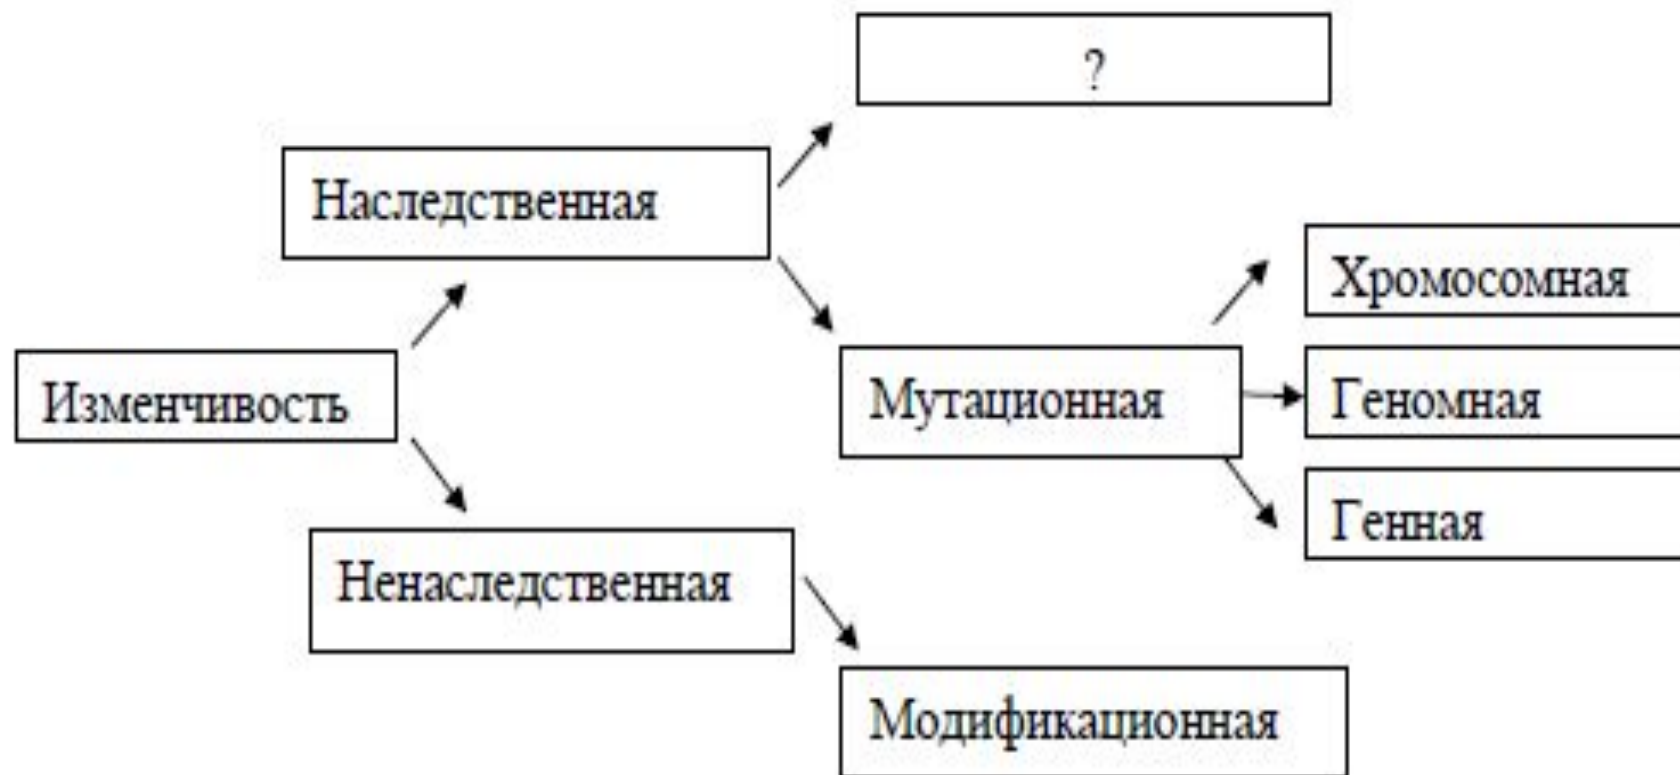 ?
Наследственная
Хромосомная
Изменчивость
Мутационная
Геномная
Генная
Ненаследственная
Модификационная